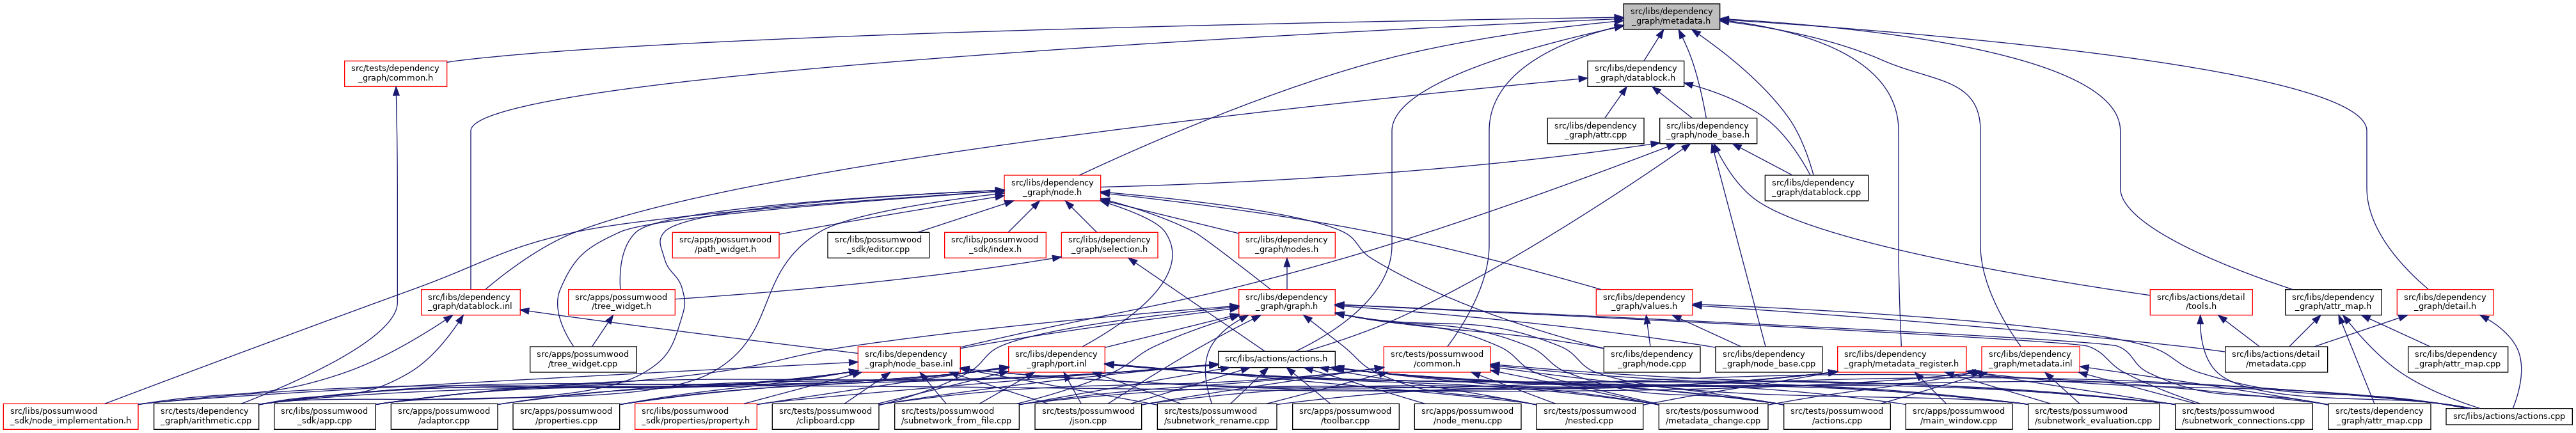 src/libs/dependency
_graph/metadata.h
src/tests/dependency
_graph/common.h
src/libs/dependency
_graph/datablock.h
src/libs/dependency
_graph/attr.cpp
src/libs/dependency
_graph/node_base.h
src/libs/dependency
_graph/node.h
src/libs/dependency
_graph/datablock.cpp
src/apps/possumwood
/path_widget.h
src/libs/possumwood
_sdk/editor.cpp
src/libs/possumwood
_sdk/index.h
src/libs/dependency
_graph/selection.h
src/libs/dependency
_graph/nodes.h
src/libs/dependency
_graph/datablock.inl
src/apps/possumwood
/tree_widget.h
src/libs/dependency
_graph/graph.h
src/libs/dependency
_graph/values.h
src/libs/actions/detail
/tools.h
src/libs/dependency
_graph/attr_map.h
src/libs/dependency
_graph/detail.h
src/apps/possumwood
/tree_widget.cpp
src/libs/dependency
_graph/node_base.inl
src/libs/dependency
_graph/port.inl
src/libs/actions/actions.h
src/tests/possumwood
/common.h
src/libs/dependency
_graph/node.cpp
src/libs/dependency
_graph/node_base.cpp
src/libs/dependency
_graph/metadata_register.h
src/libs/dependency
_graph/metadata.inl
src/libs/actions/detail
/metadata.cpp
src/libs/dependency
_graph/attr_map.cpp
src/libs/possumwood
_sdk/node_implementation.h
src/tests/dependency
_graph/arithmetic.cpp
src/libs/possumwood
_sdk/app.cpp
src/apps/possumwood
/adaptor.cpp
src/apps/possumwood
/properties.cpp
src/libs/possumwood
_sdk/properties/property.h
src/tests/possumwood
/clipboard.cpp
src/tests/possumwood
/subnetwork_from_file.cpp
src/tests/possumwood
/json.cpp
src/tests/possumwood
/subnetwork_rename.cpp
src/apps/possumwood
/toolbar.cpp
src/apps/possumwood
/node_menu.cpp
src/tests/possumwood
/nested.cpp
src/tests/possumwood
/metadata_change.cpp
src/tests/possumwood
/actions.cpp
src/apps/possumwood
/main_window.cpp
src/tests/possumwood
/subnetwork_evaluation.cpp
src/tests/possumwood
/subnetwork_connections.cpp
src/tests/dependency
_graph/attr_map.cpp
src/libs/actions/actions.cpp